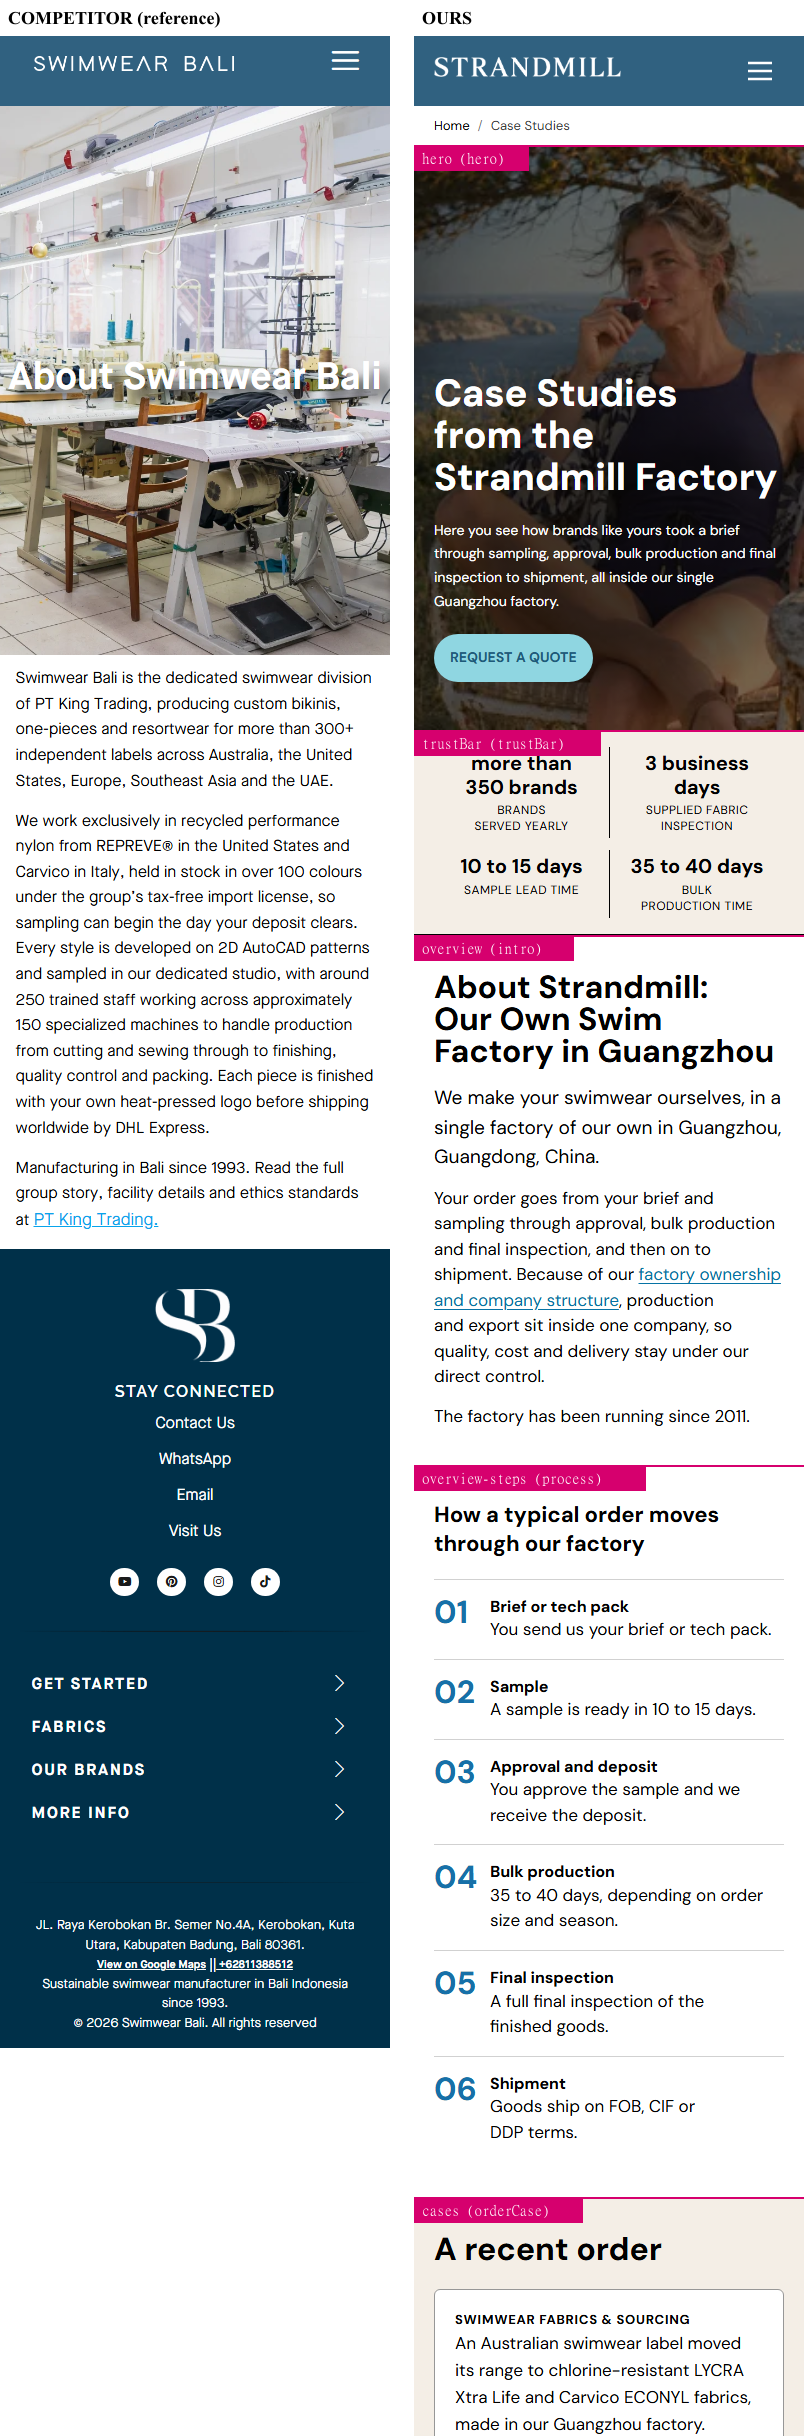 COMPETITOR (reference)
SWIMWEAR BALI
About Swimwear Bali
Swimwear Bali is the dedicated swimwear division
of PT King Trading, producing custom bikinis,
one-pieces and resortwear for more than 300+
independent labels across Australia, the United
States, Europe, Southeast Asia and the UAE.
We work exclusively in recycled performance
nylon from REPREVE® in the United States and
Carvico in Italy, held in stock in over 100 colours
under the group's tax-free import license, so
sampling can begin the day your deposit clears.
Every style is developed on 2D AutoCAD patterns
and sampled in our dedicated studio, with around
250 trained staff working across approximately
150 specialized machines to handle production
from cutting and sewing through to finishing,
quality control and packing. Each piece is finished
with your own heat-pressed logo before shipping
worldwide by DHL Express.
Manufacturing in Bali since 1993. Read the full
group story, facility details and ethics standards
at PT King Trading.
SB
STAY CONNECTED
Contact Us
WhatsApp
Email
Visit Us
GET STARTED
FABRICS
OUR BRANDS
MORE INFO
JL. Raya Kerobokan Br. Semer No.4A, Kerobokan, Kuta
Utara, Kabupaten Badung, Bali 80361.
View on Google Maps || +62811388512
Sustainable swimwear manufacturer in Bali Indonesia
since 1993.
© 2026 Swimwear Bali. All rights reserved
OURS
STRANDMILL
Home / Case Studies
hero (hero)
Case Studies
from the
Strandmill Factory
Here you see how brands like yours took a brief
through sampling, approval, bulk production and final
inspection to shipment, all inside our single
Guangzhou factory.
REQUEST A QUOTE
trustBar (trustBar)
more than
350 brands
BRANDS
SERVED YEARLY
3 business
days
SUPPLIED FABRIC
INSPECTION
10 to 15 days
SAMPLE LEAD TIME
35 to 40 days
BULK
PRODUCTION TIME
overview (intro)
About Strandmill:
Our Own Swim
Factory in Guangzhou
We make your swimwear ourselves, in a
single factory of our own in Guangzhou,
Guangdong, China.
Your order goes from your brief and
sampling through approval, bulk production
and final inspection, and then on to
shipment. Because of our factory ownership
and company structure, production
and export sit inside one company, so
quality, cost and delivery stay under our
direct control.
The factory has been running since 2011.
overview-steps (process)
How a typical order moves
through our factory
01 Brief or tech pack
You send us your brief or tech pack.
02 Sample
A sample is ready in 10 to 15 days.
03 Approval and deposit
You approve the sample and we
receive the deposit.
04 Bulk production
35 to 40 days, depending on order
size and season.
05 Final inspection
A full final inspection of the
finished goods.
06 Shipment
Goods ship on FOB, CIF or
DDP terms.
cases (orderCase)
A recent order
SWIMWEAR FABRICS & SOURCING
An Australian swimwear label moved
its range to chlorine-resistant LYCRA
Xtra Life and Carvico ECONYL fabrics,
made in our Guangzhou factory.